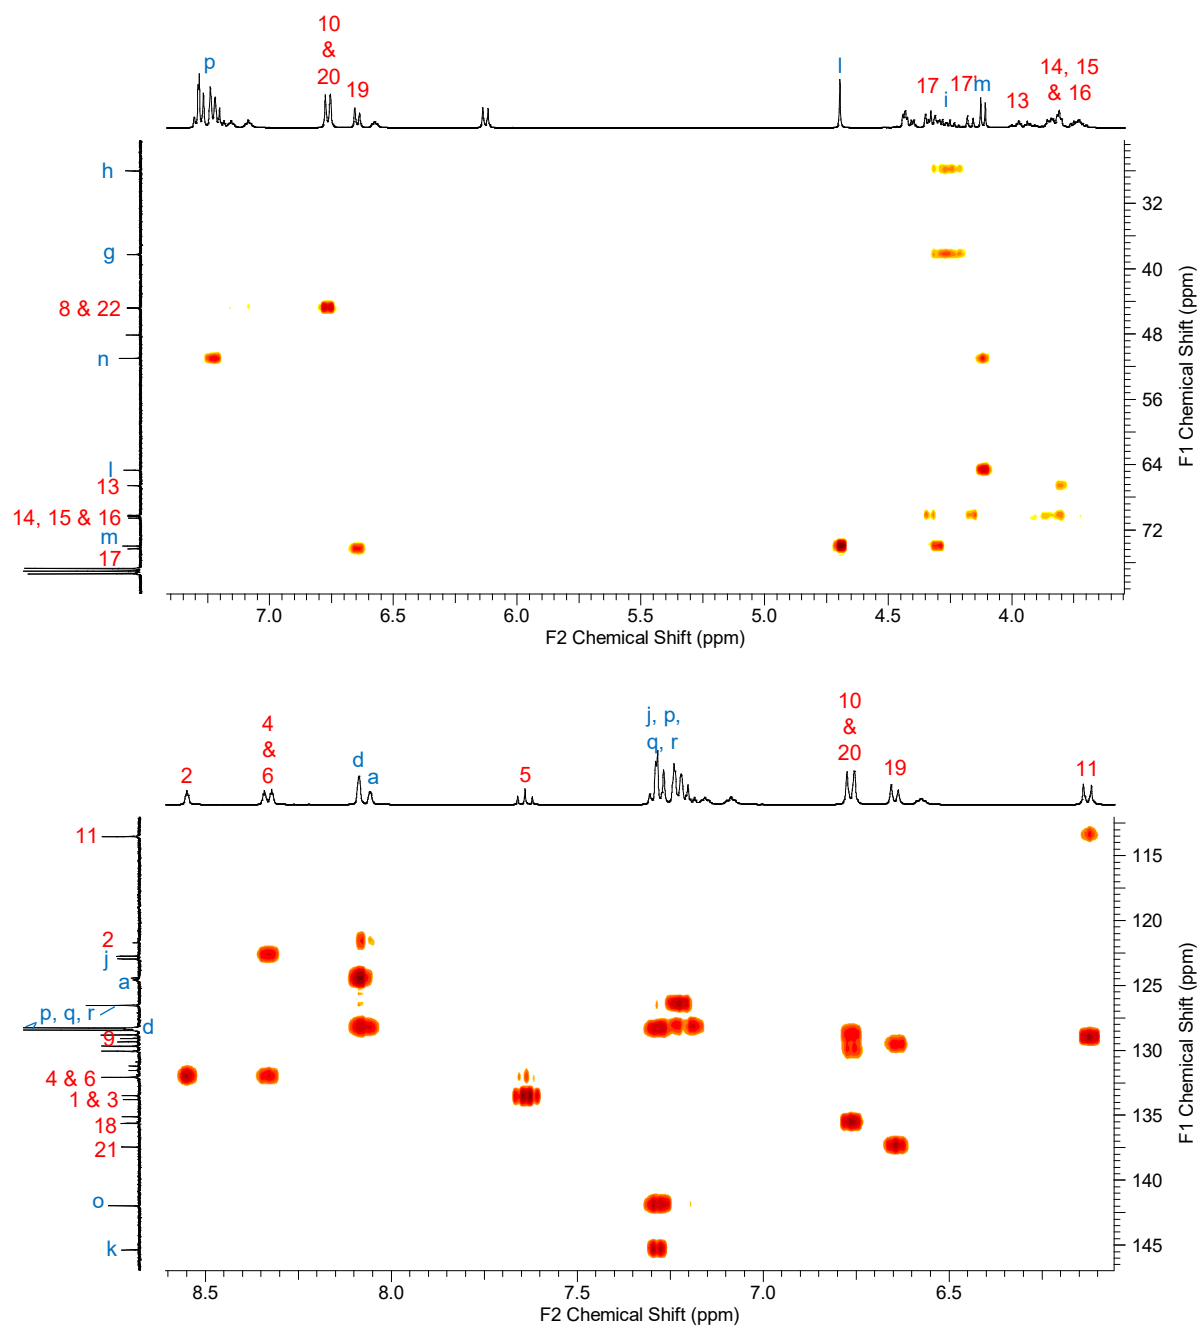 10
&
20
p
19
l
17
17'
i
m
13
14, 15
& 16
h
g
8 & 22
n
l
13
14, 15 & 16
m
17
32
40
48
56
64
72
F1 Chemical Shift (ppm)
7.0
6.5
6.0
5.5
5.0
4.5
4.0
F2 Chemical Shift (ppm)
j, p,
q, r
10
&
20
4
&
6
2
d
a
5
19
11
11
2
j
a
p, q, r
d
9
4 & 6
1 & 3
18
21
o
k
115
120
125
130
135
140
145
F1 Chemical Shift (ppm)
8.5
8.0
7.5
7.0
6.5
F2 Chemical Shift (ppm)